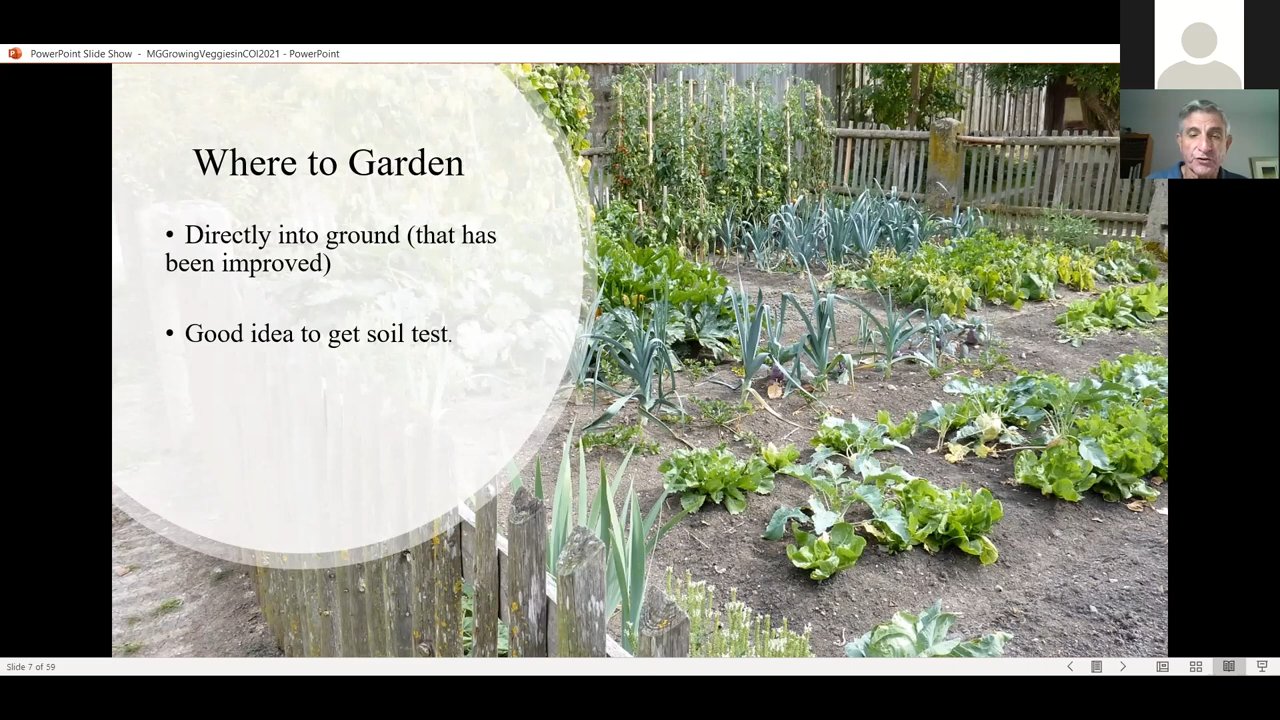 PowerPoint Slide Show - MGGrowingVeggiesinCOI2021 - PowerPoint
Where to Garden
• Directly into ground (that has
been improved)
• Good idea to get soil test.
Slide 7 of 59